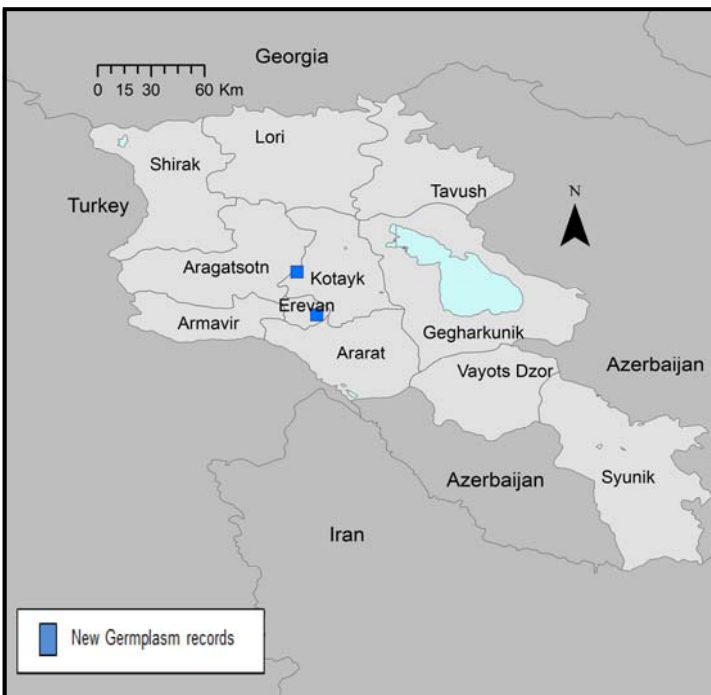 Georgia
0 15 30 60 Km
Lori
Shirak
Tavush
Turkey
N
Aragatsotn
Kotayk
Erevan
Armavir
Gegharkunik
Ararat
Azerbaijan
Vayots Dzor
Azerbaijan
Syunik
Iran
New Germplasm records